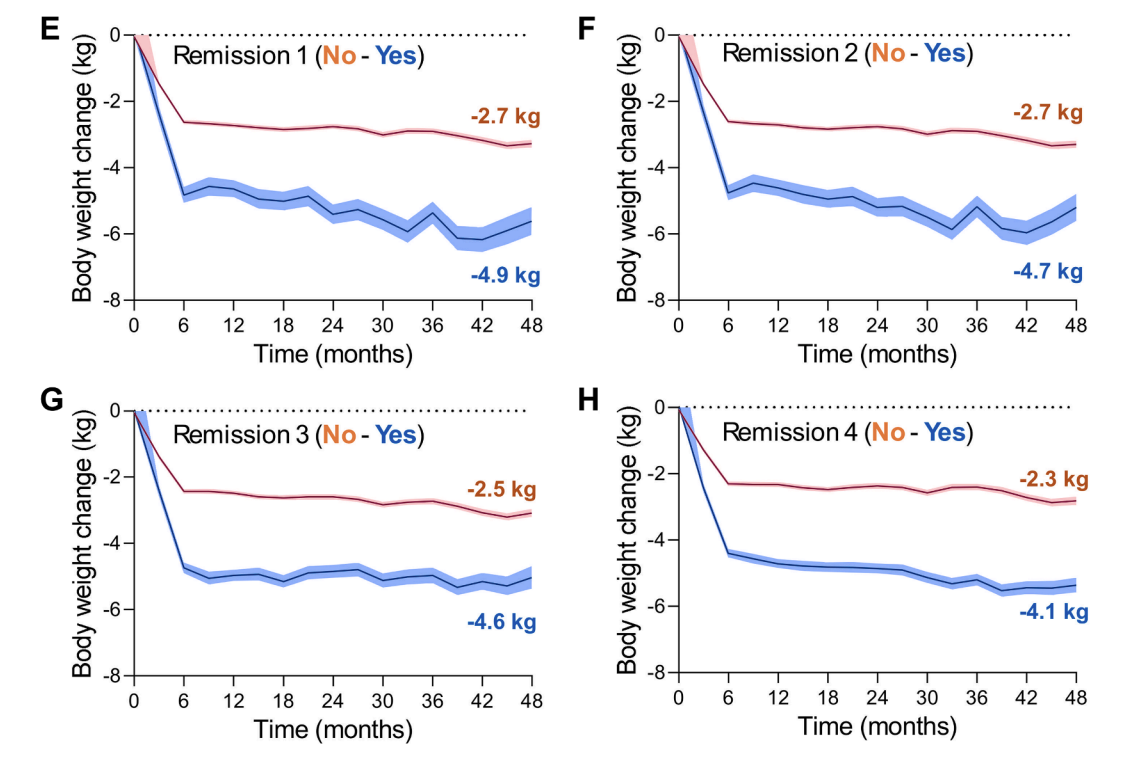 E
Body weight change (kg)
Remission 1 (No - Yes)
0
-2
-4
-6
-8
-2.7 kg
-4.9 kg
0 6 12 18 24 30 36 42 48
Time (months)
F
Body weight change (kg)
Remission 2 (No - Yes)
0
-2
-4
-6
-8
-2.7 kg
-4.7 kg
0 6 12 18 24 30 36 42 48
Time (months)
G
Body weight change (kg)
Remission 3 (No - Yes)
0
-2
-4
-6
-8
-2.5 kg
-4.6 kg
0 6 12 18 24 30 36 42 48
Time (months)
H
Body weight change (kg)
Remission 4 (No - Yes)
0
-2
-4
-6
-8
-2.3 kg
-4.1 kg
0 6 12 18 24 30 36 42 48
Time (months)